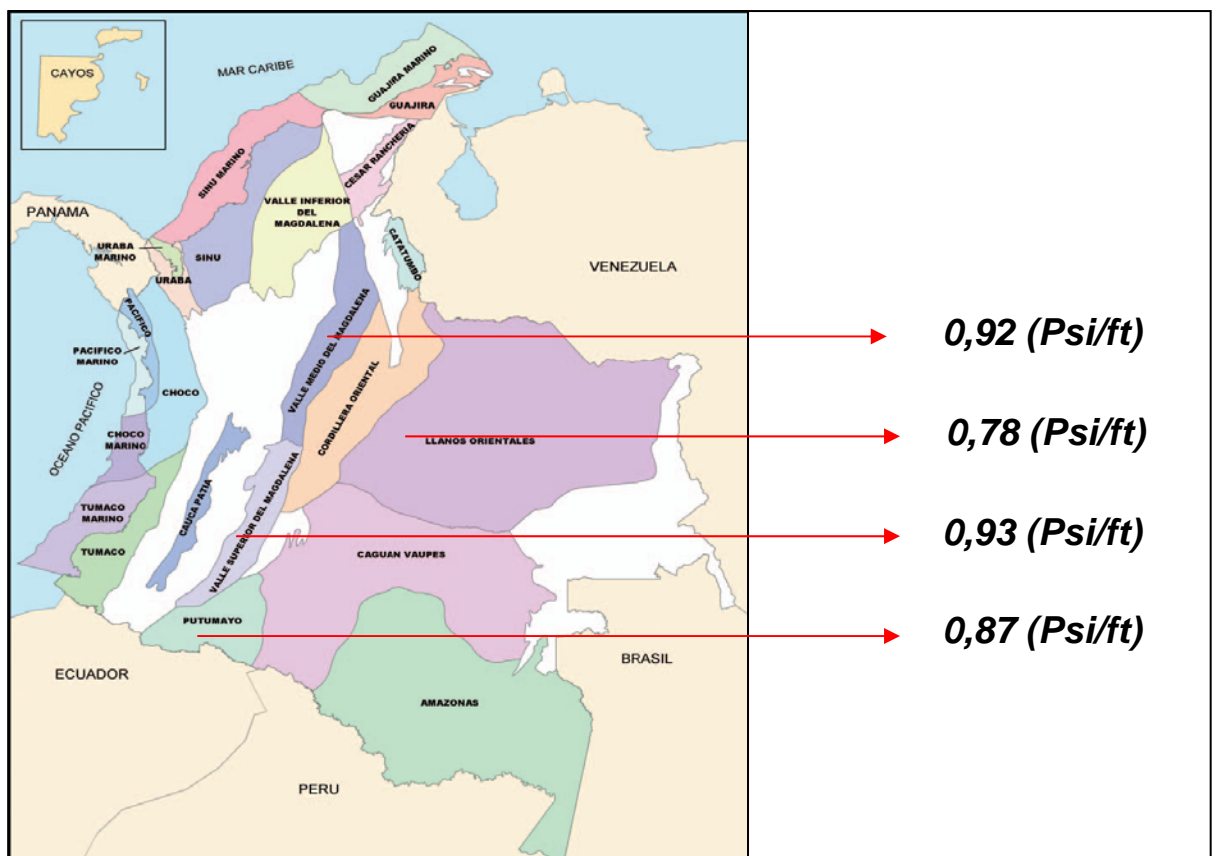 CAYOS
MAR CARIBE
GUAJIRA MARINO
GUAJIRA
CESAR RANCHERIA
SINU MARINO
VALLE INFERIOR
DEL
MAGDALENA
PANAMA
URABA
MARINO
SINU
CATATUMBO
VENEZUELA
URABA
PACIFICO
PACIFICO
MARINO
VALLE MEDIO DEL MAGDALENA
0,92 (Psi/ft)
CHOCO
CORDILLERA ORIENTAL
OCEANO PACÍFICO
CHOCO
MARINO
LLANOS ORIENTALES
0,78 (Psi/ft)
TUMACO
MARINO
CAUCA PATIA
VALLE SUPERIOR DEL MAGDALENA
0,93 (Psi/ft)
TUMACO
CAGUAN VAUPES
PUTUMAYO
0,87 (Psi/ft)
BRASIL
ECUADOR
AMAZONAS
PERU